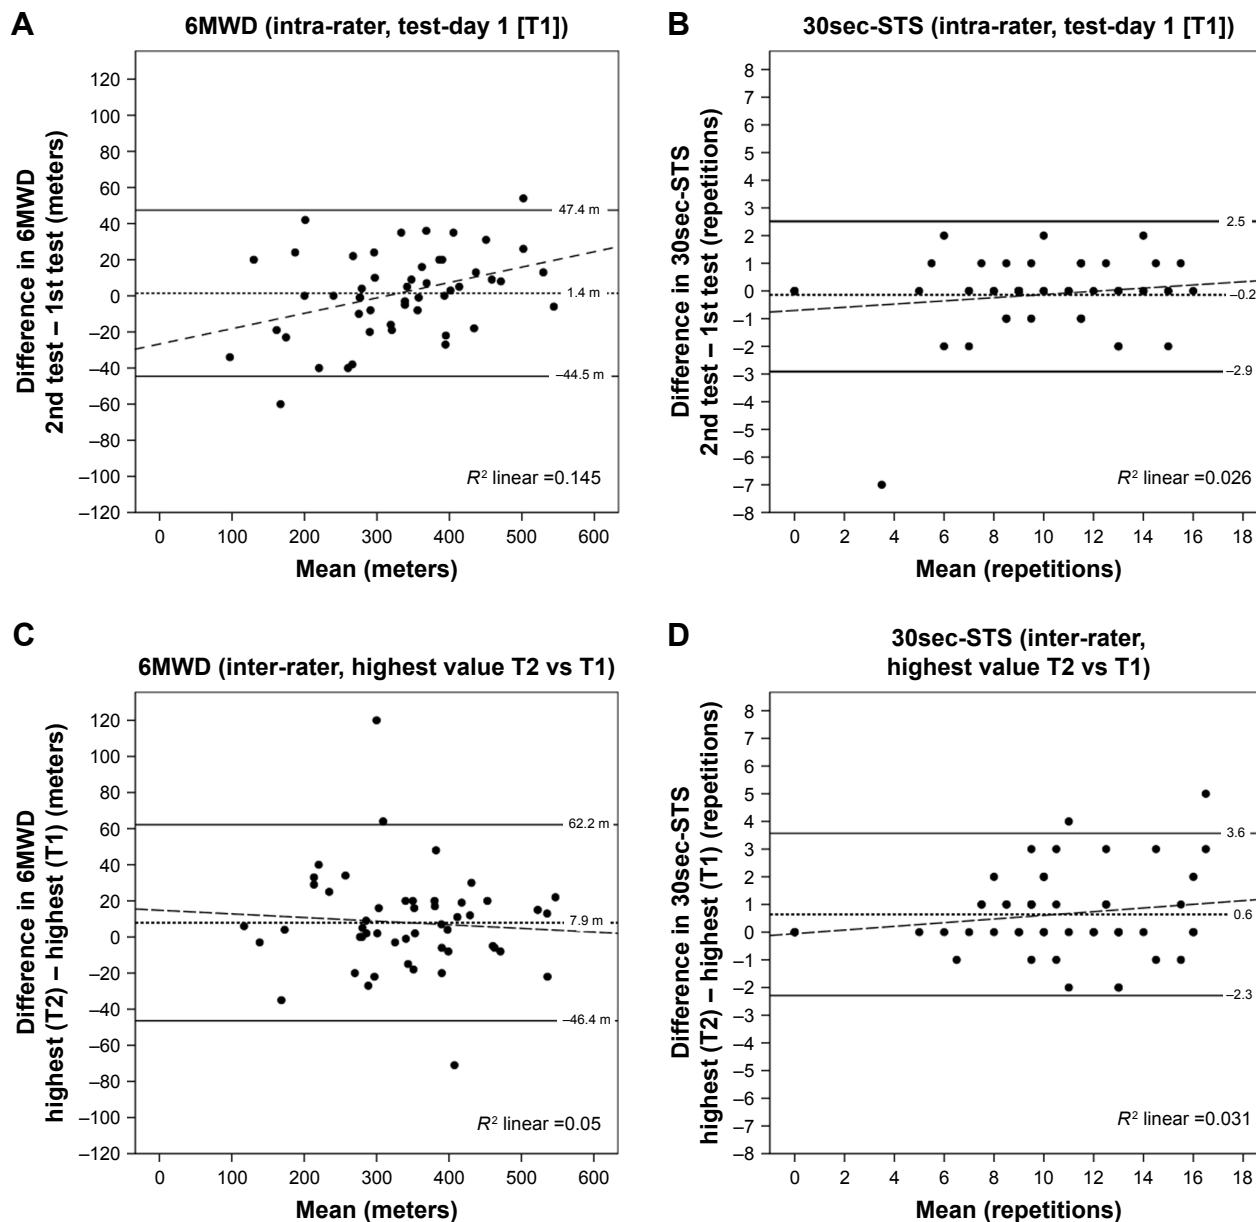 A
6MWD (intra-rater, test-day 1 [T1])
Difference in 6MWD
2nd test – 1st test (meters)
120
100
80
60
40
20
0
–20
–40
–60
–80
–100
–120
47.4 m
1.4 m
–44.5 m
R² linear =0.145
0 100 200 300 400 500 600
Mean (meters)
B
30sec-STS (intra-rater, test-day 1 [T1])
Difference in 30sec-STS
2nd test – 1st test (repetitions)
8
7
6
5
4
3
2
1
0
–1
–2
–3
–4
–5
–6
–7
–8
2.5
–0.2
–2.9
R² linear =0.026
0 2 4 6 8 10 12 14 16 18
Mean (repetitions)
C
6MWD (inter-rater, highest value T2 vs T1)
Difference in 6MWD
highest (T2) – highest (T1) (meters)
120
100
80
60
40
20
0
–20
–40
–60
–80
–100
–120
62.2 m
7.9 m
–46.4 m
R² linear =0.05
0 100 200 300 400 500 600
Mean (meters)
D
30sec-STS (inter-rater,
highest value T2 vs T1)
Difference in 30sec-STS
highest (T2) – highest (T1) (repetitions)
8
7
6
5
4
3
2
1
0
–1
–2
–3
–4
–5
–6
–7
–8
3.6
0.6
–2.3
R² linear =0.031
0 2 4 6 8 10 12 14 16 18
Mean (repetitions)